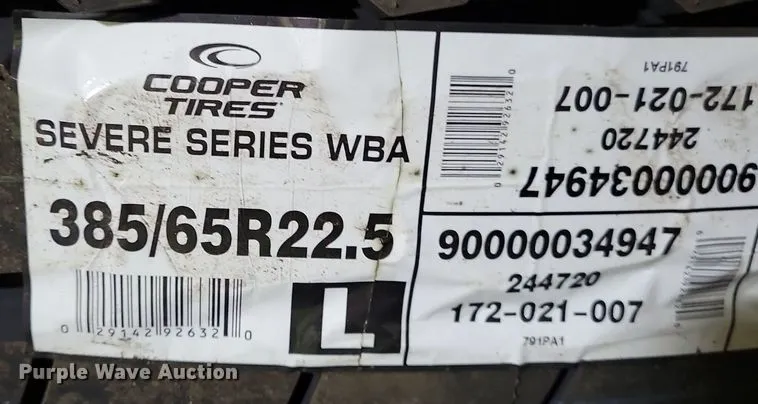 COOPER
TIRES
SEVERE SERIES WBA
385/65R22.5
0 29142 92632 0
L
791PA1
172-021-007
244720
90000034947
0 29142 92632 0
90000034947
244720
172-021-007
791PA1
Purple Wave Auction